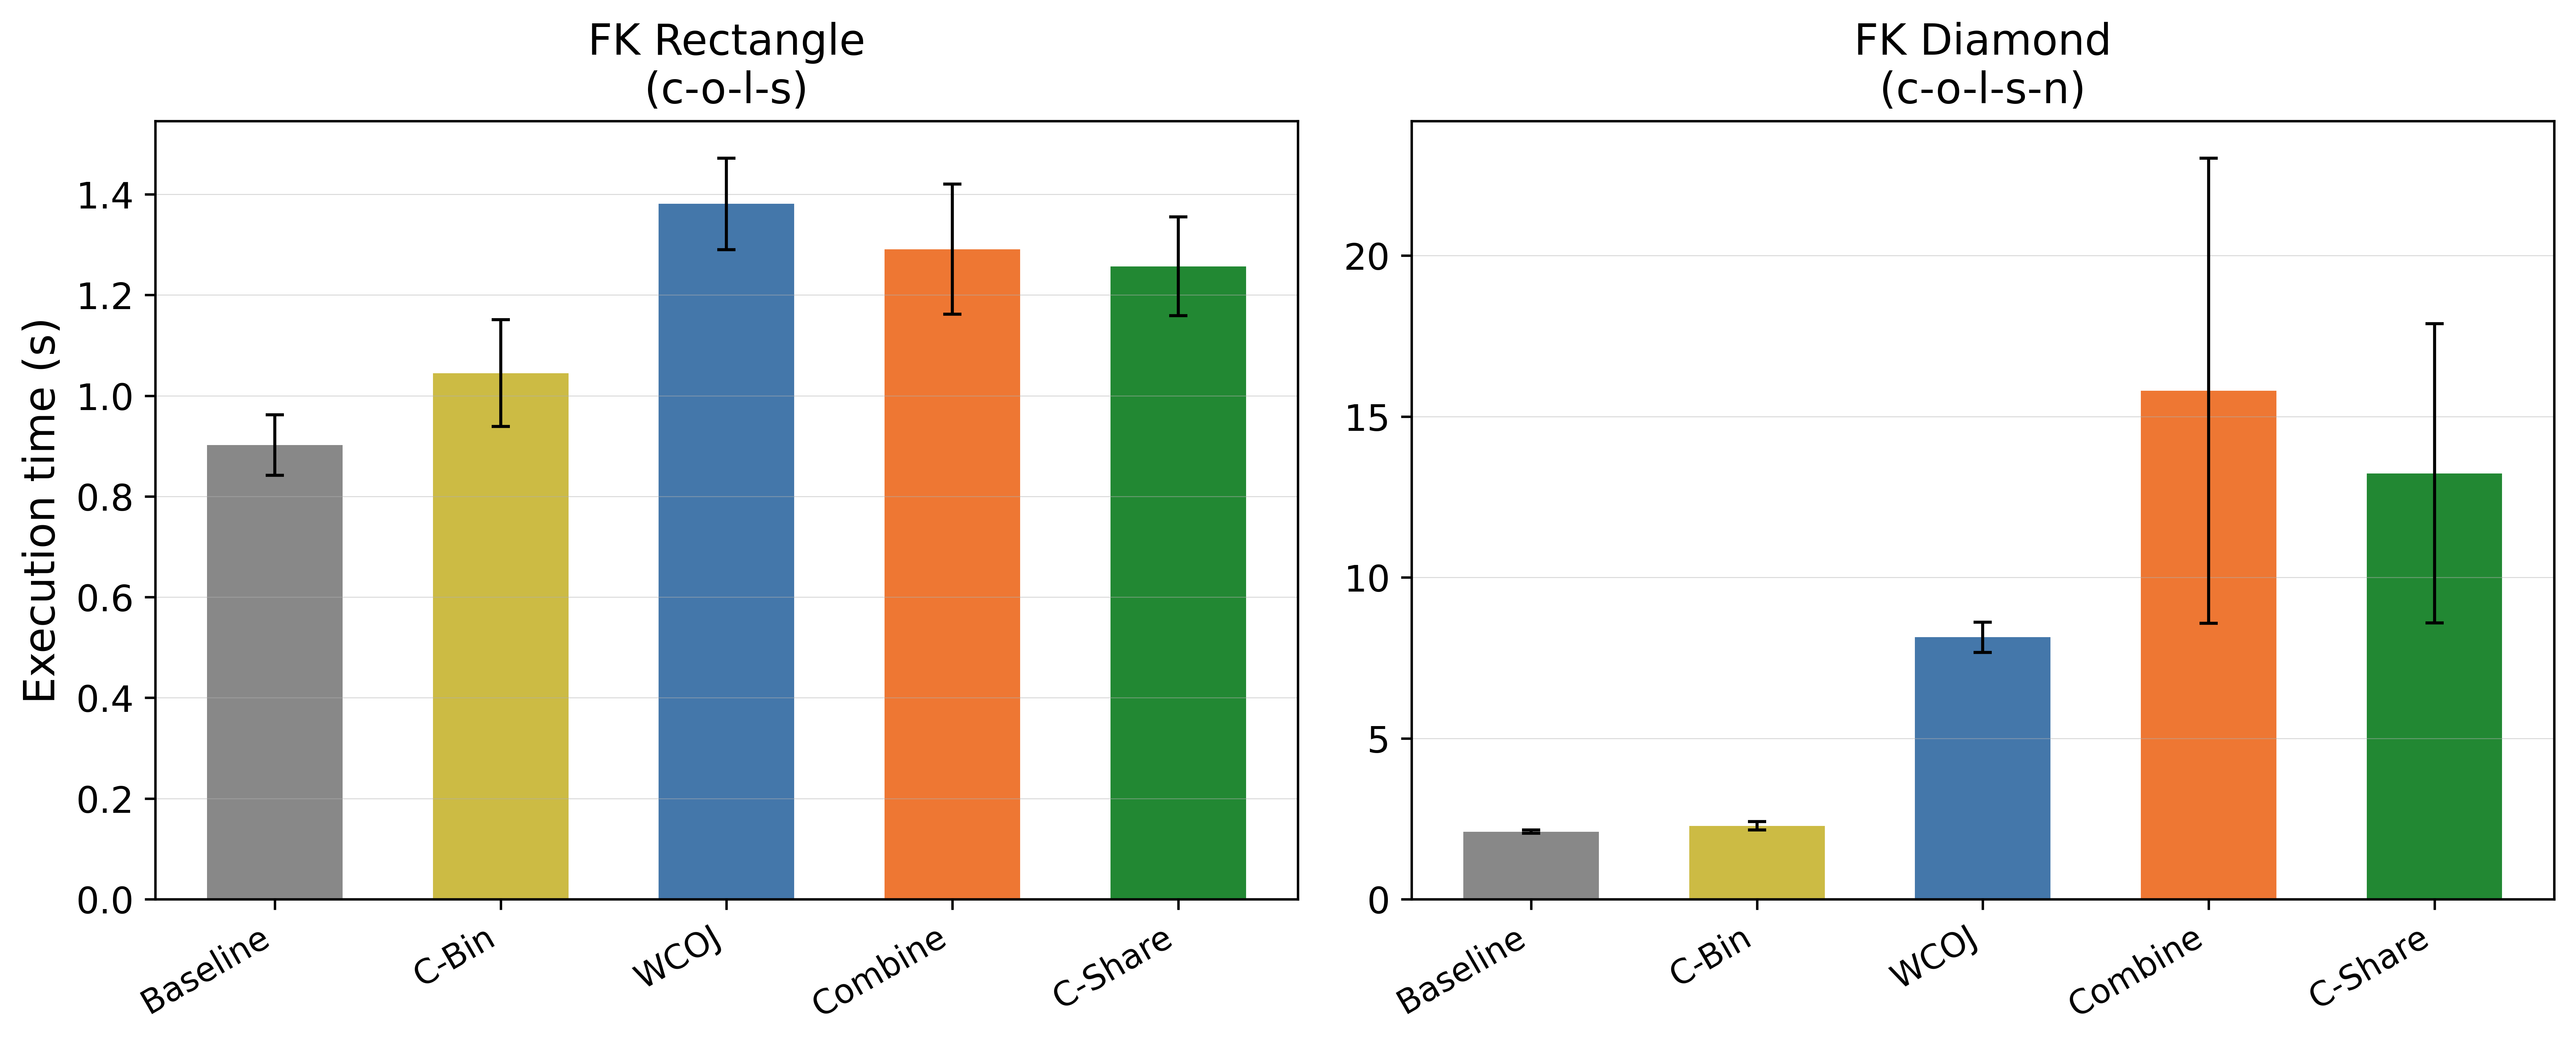 FK Rectangle
(c-o-l-s)
Execution time (s)
1.4
1.2
1.0
0.8
0.6
0.4
0.2
0.0
Baseline
C-Bin
WCOJ
Combine
C-Share
FK Diamond
(c-o-l-s-n)
20
15
10
5
0
Baseline
C-Bin
WCOJ
Combine
C-Share